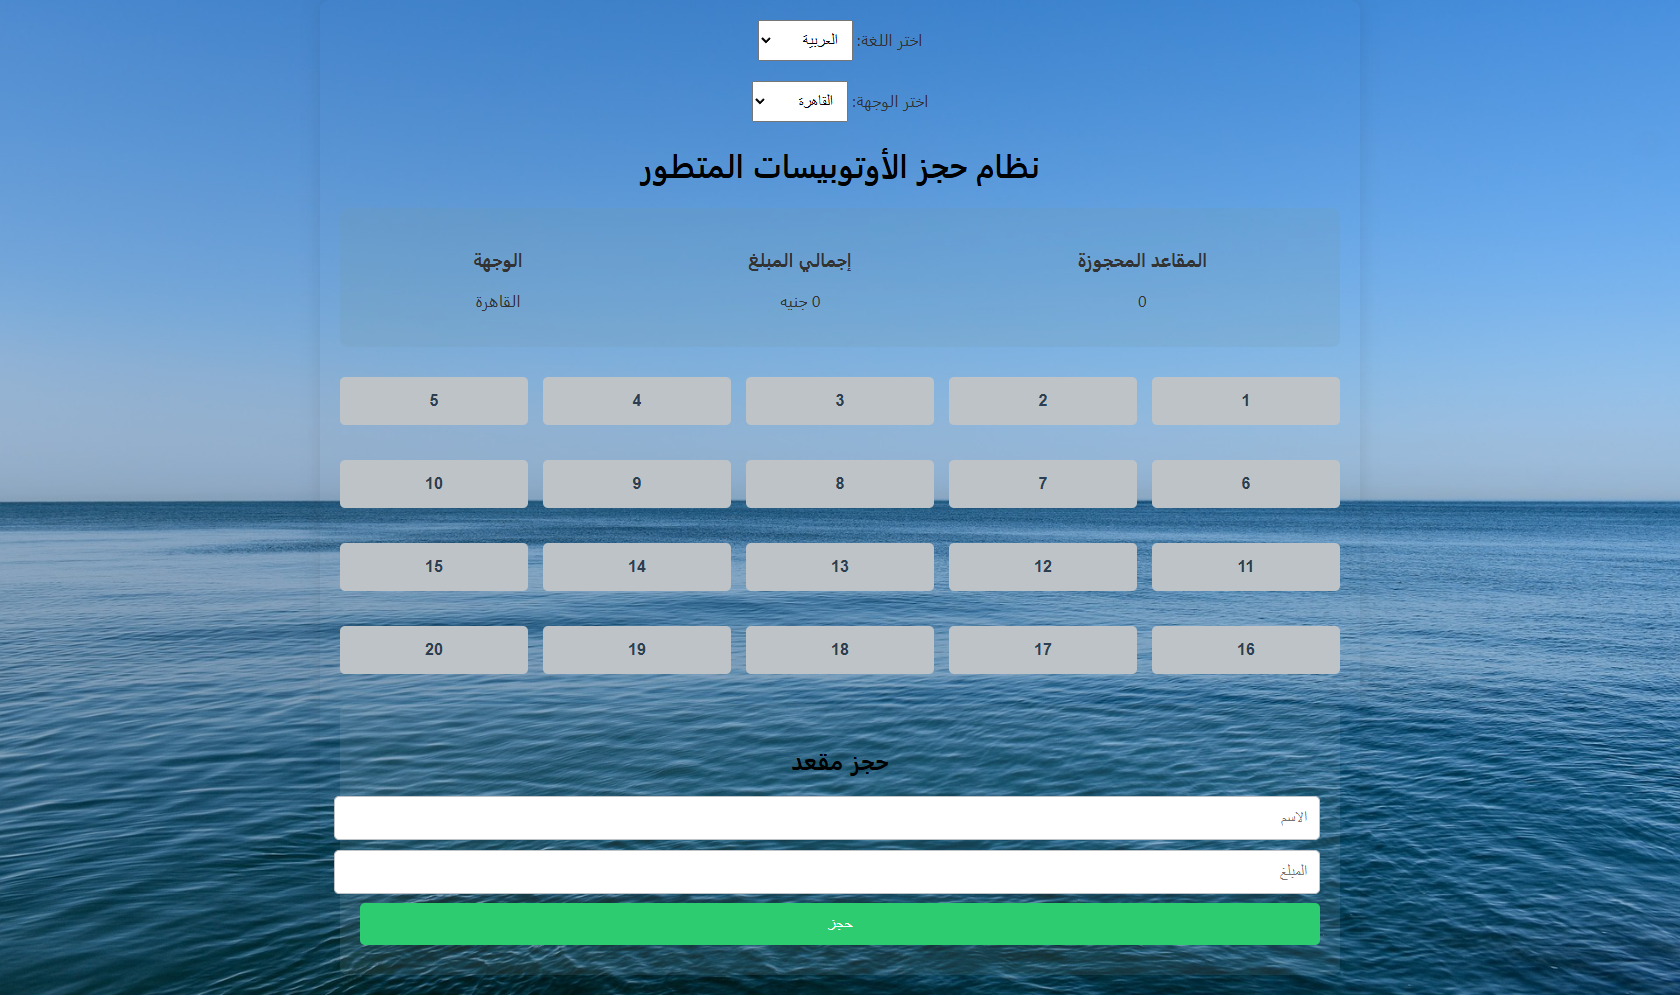 اختر اللغة: العربية
اختر الوجهة: القاهرة
نظام حجز الأوتوبيسات المتطور
المقاعد المحجوزة إجمالي المبلغ الوجهة
0 0 جنيه القاهرة
1 2 3 4 5
6 7 8 9 10
11 12 13 14 15
16 17 18 19 20
حجز مقعد
الاسم
المبلغ
حجز